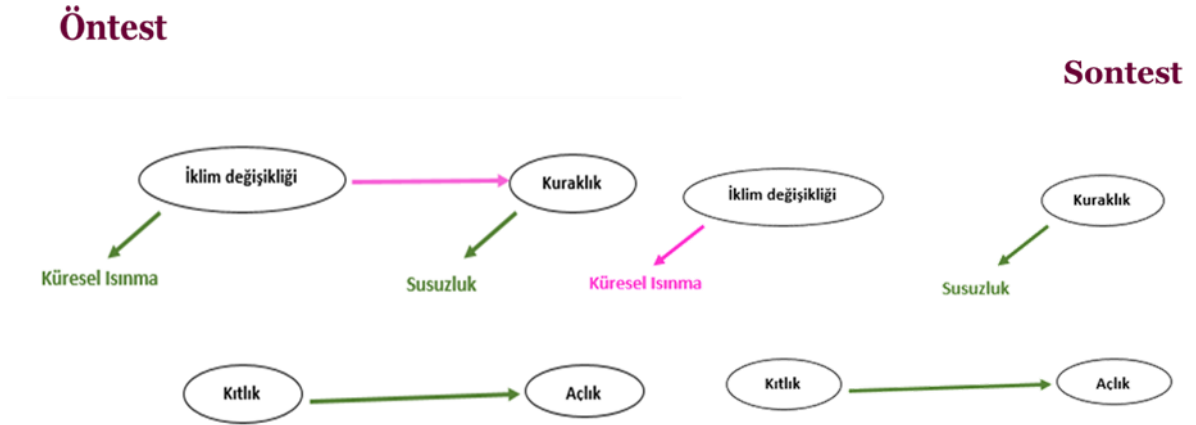 Öntest
Sontest
İklim değişikliği
Kuraklık
İklim değişikliği
Kuraklık
Küresel Isınma
Susuzluk
Küresel Isınma
Susuzluk
Kıtlık
Açlık
Kıtlık
Açlık